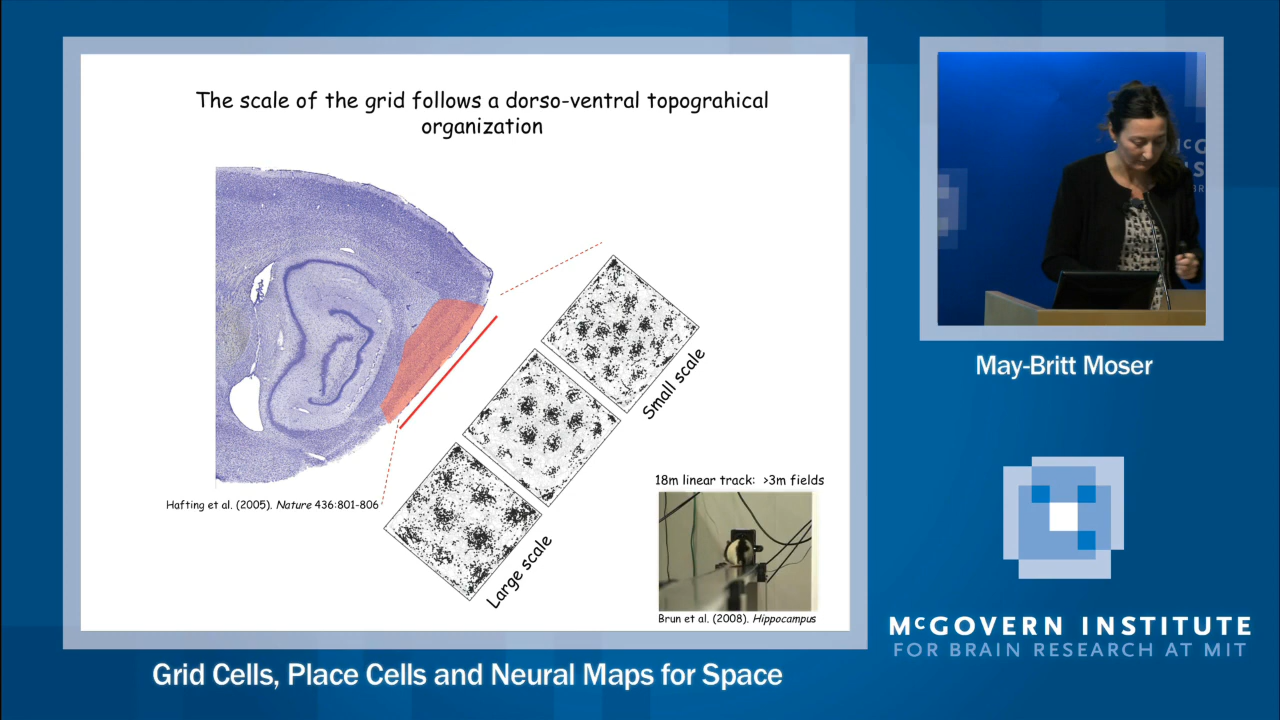 The scale of the grid follows a dorso-ventral topograhical
organization
Small scale
Large scale
Hafting et al. (2005). Nature 436:801-806
18m linear track: >3m fields
Brun et al. (2008). Hippocampus
May-Britt Moser
McGOVERN INSTITUTE
FOR BRAIN RESEARCH AT MIT
Grid Cells, Place Cells and Neural Maps for Space